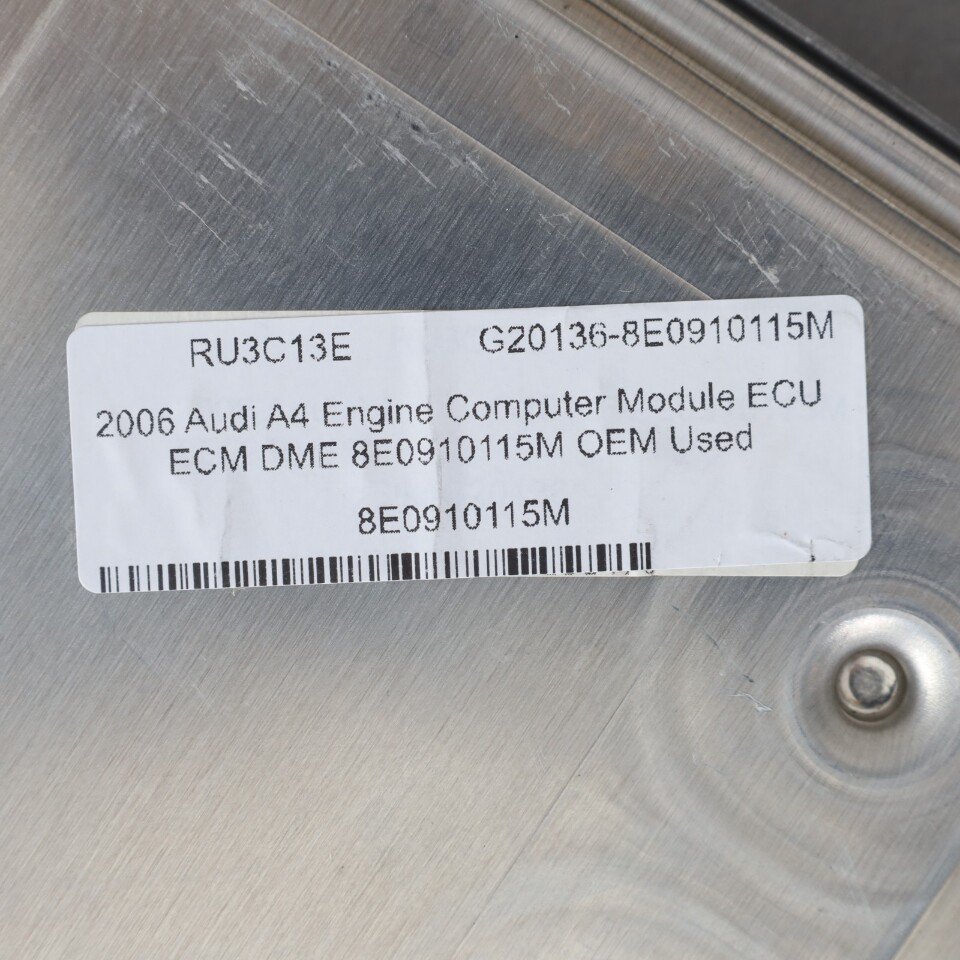 RU3C13E G20136-8E0910115M
2006 Audi A4 Engine Computer Module ECU
ECM DME 8E0910115M OEM Used
8E0910115M